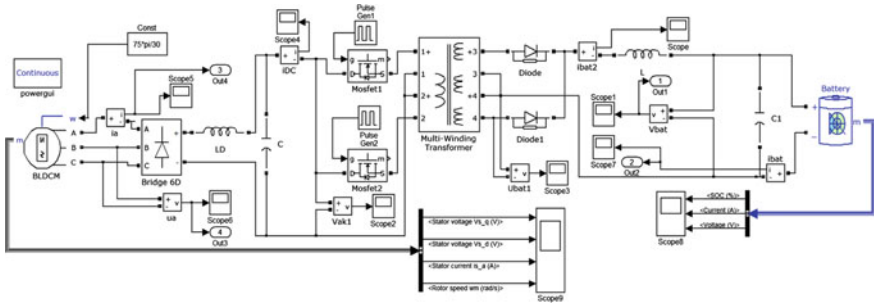 Pulse
Gen1
Scope4
Const
75*pi/30
iDC
g
m
D
S
Mosfet1
1+
+3
Diode
ibat2
Scope
Continuous
powergui
3
Out4
Scope5
ia
w
m
A
B
C
BLDCM
A
B
C
Bridge 6D
LD
C
Pulse
Gen2
g
m
D
S
Mosfet2
1
2+
2
3
+4
4
Multi-Winding
Transformer
Diode1
L
1
Out1
Scope1
Vbat
C1
Battery
m
Scope7
2
Out2
ibat
ua
Scope6
4
Out3
Vak1
Scope2
Ubat1
Scope3
<Stator voltage Vs_q (V)>
<Stator voltage Vs_d (V)>
<Stator current is_a (A)>
<Rotor speed wm (rad/s)>
Scope9
<SOC (%)>
<Current (A)>
<Voltage (V)>
Scope8